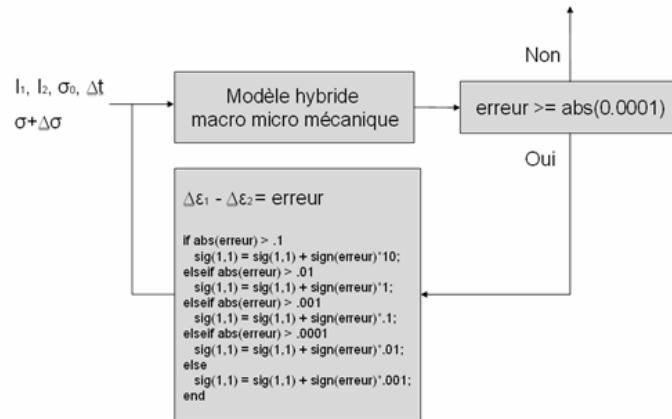 Non
I₁, I₂, σ₀, Δt
σ+Δσ
Modèle hybride
macro micro mécanique
erreur >= abs(0.0001)
Oui
Δε₁ - Δε₂ = erreur
if abs(erreur) > .1
sig(1,1) = sig(1,1) + sign(erreur)*10;
elseif abs(erreur) > .01
sig(1,1) = sig(1,1) + sign(erreur)*1;
elseif abs(erreur) > .001
sig(1,1) = sig(1,1) + sign(erreur)*.1;
elseif abs(erreur) > .0001
sig(1,1) = sig(1,1) + sign(erreur)*.01;
else
sig(1,1) = sig(1,1) + sign(erreur)*.001;
end